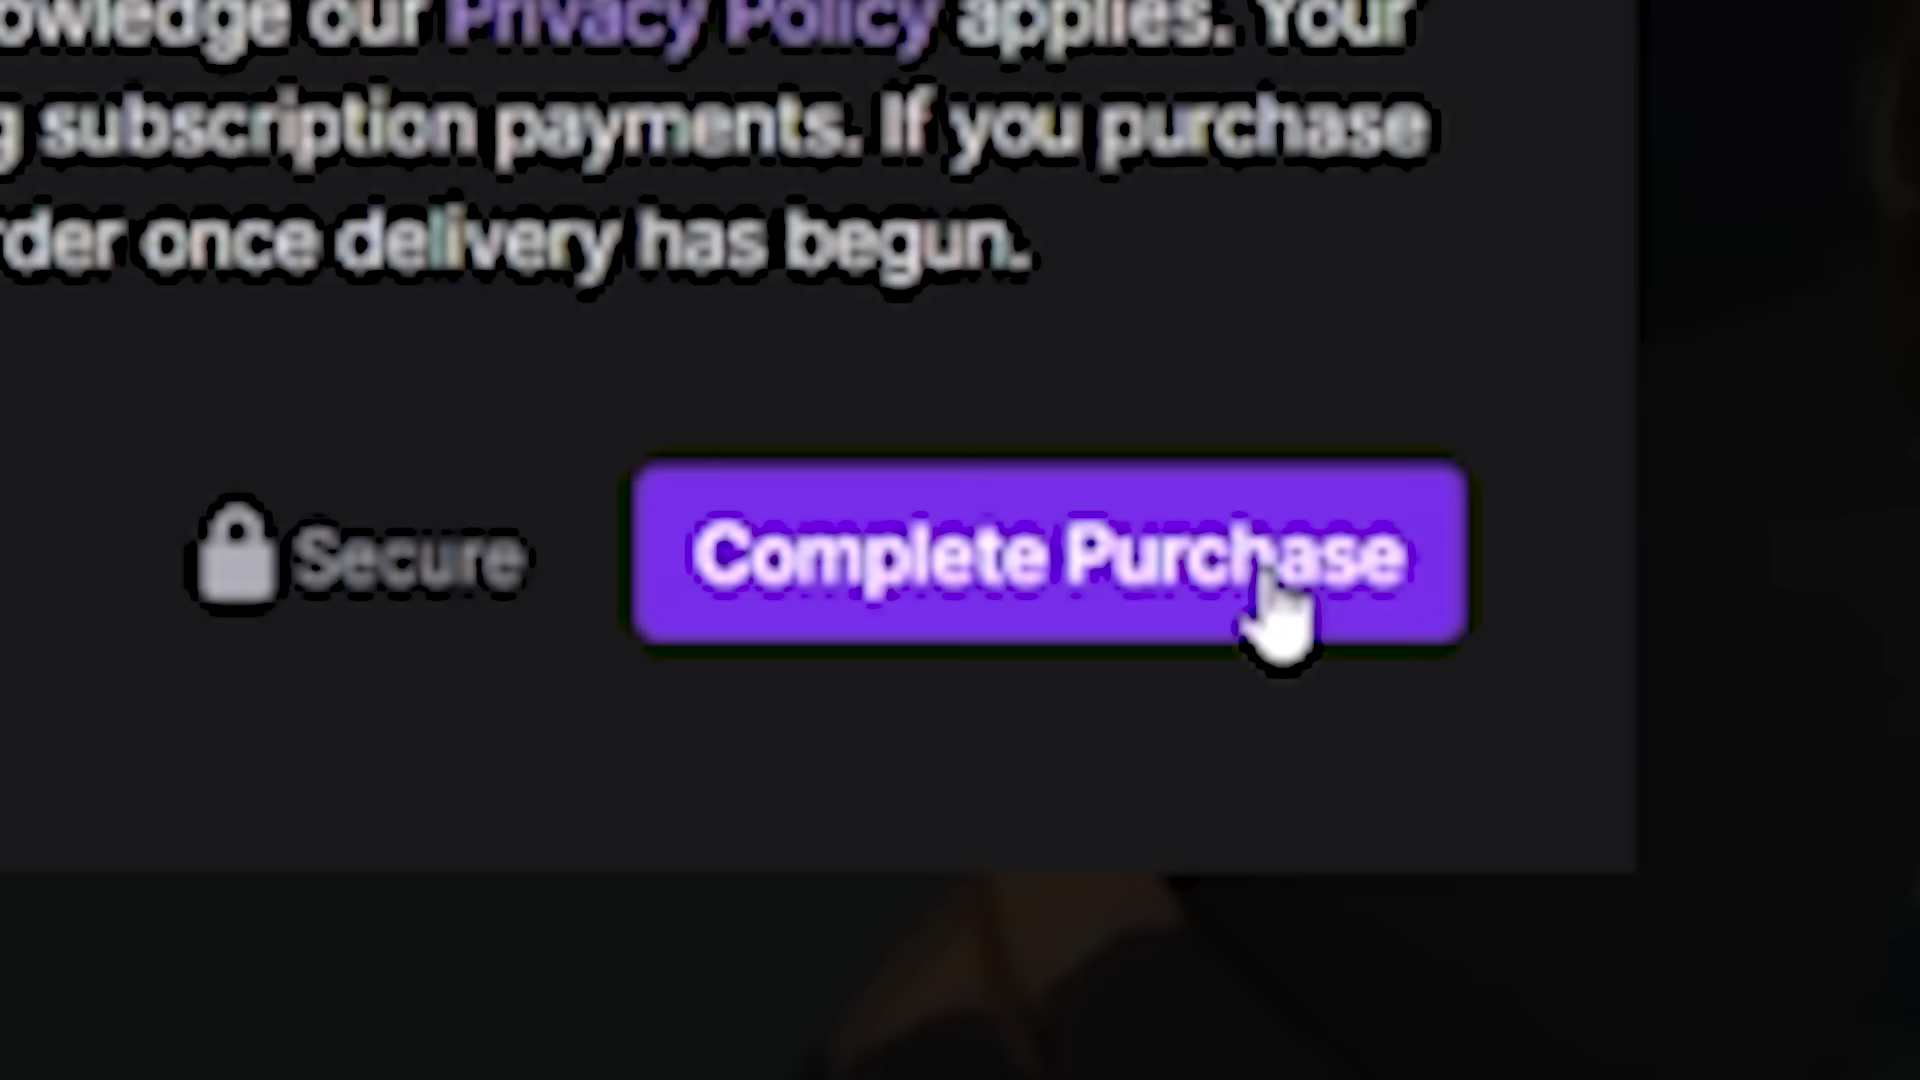 owledge our Privacy Policy applies. Your
g subscription payments. If you purchase
rder once delivery has begun.
Secure
Complete Purchase